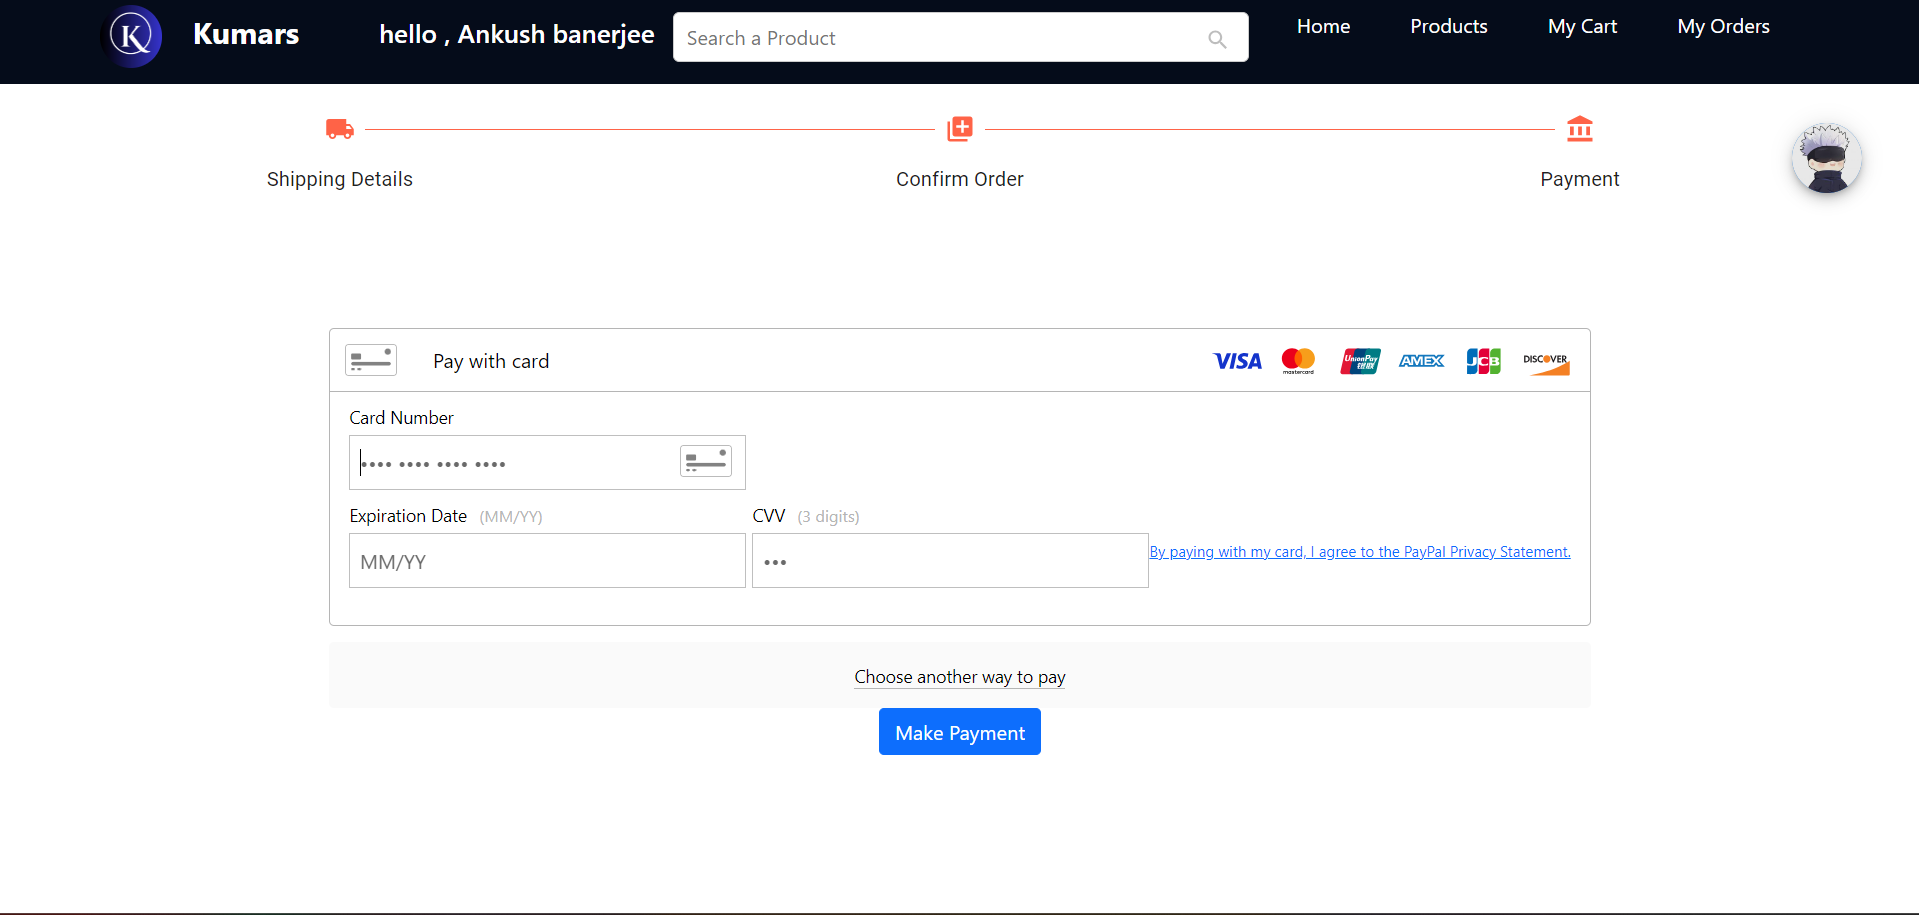 K
Kumars
hello , Ankush banerjee
Search a Product
Home
Products
My Cart
My Orders
Shipping Details
Confirm Order
Payment
Pay with card
VISA
mastercard
UnionPay
银联
AMEX
JCB
DISCOVER
Card Number
•••• •••• •••• ••••
Expiration Date (MM/YY)
MM/YY
CVV (3 digits)
•••
By paying with my card, I agree to the PayPal Privacy Statement.
Choose another way to pay
Make Payment